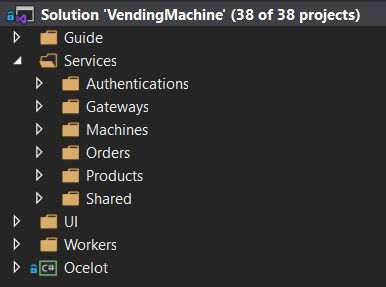 Solution 'VendingMachine' (38 of 38 projects)
Guide
Services
Authentications
Gateways
Machines
Orders
Products
Shared
UI
Workers
C# Ocelot